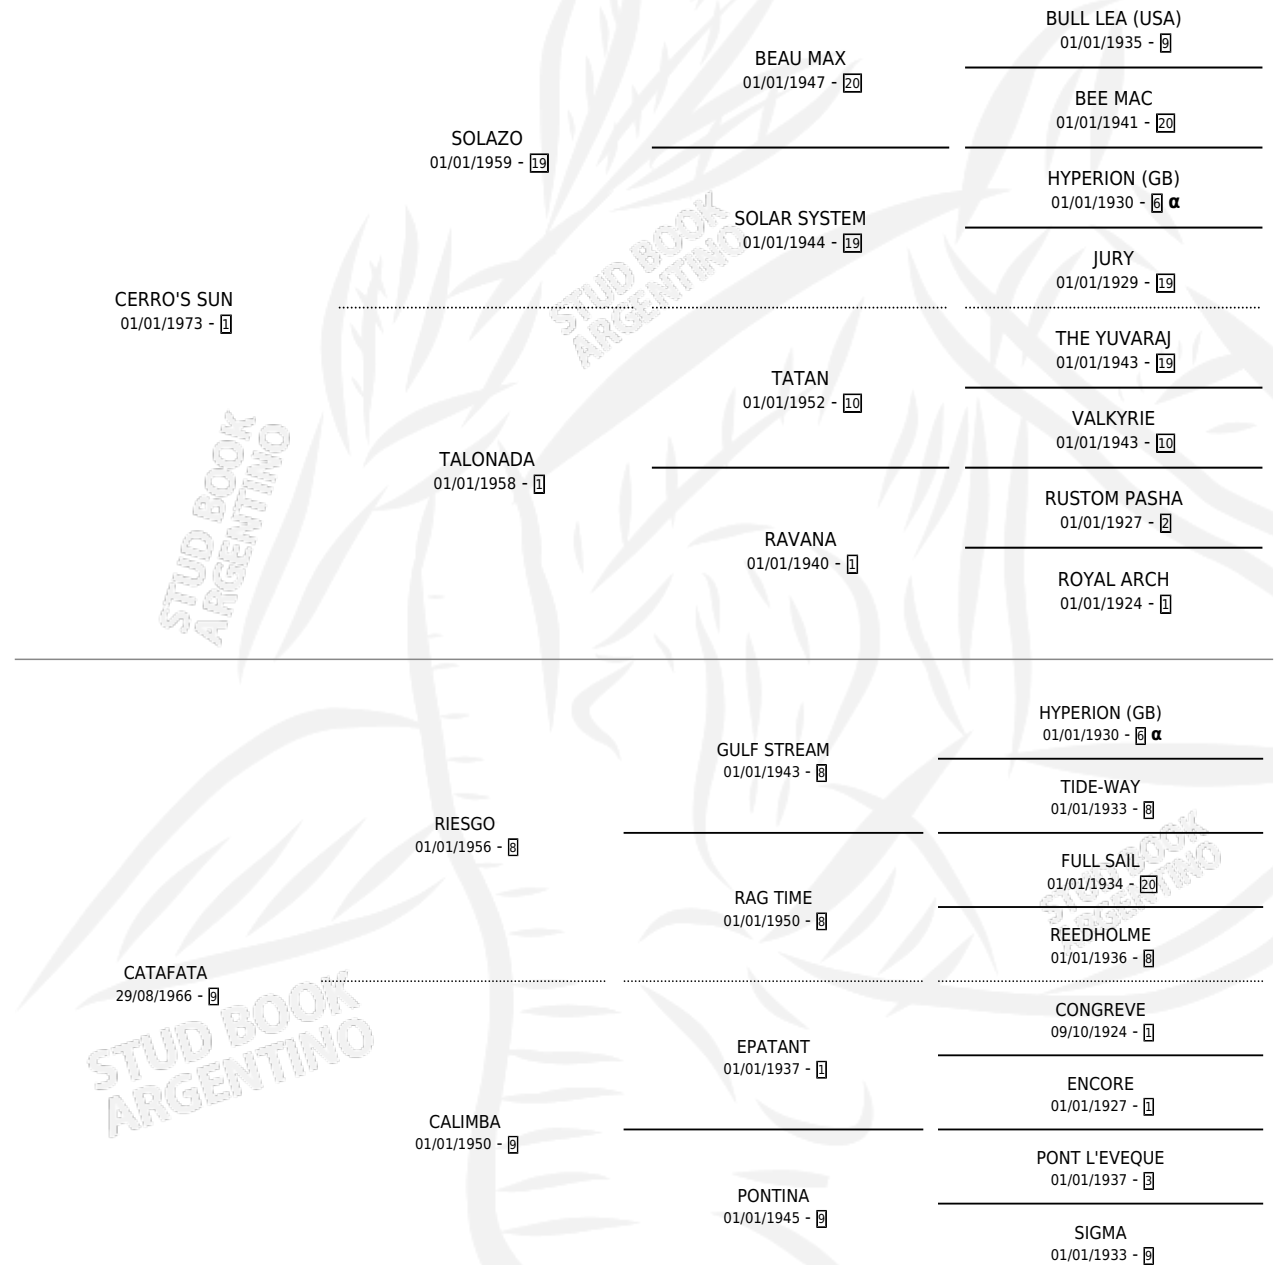 BULL LEA (USA)
01/01/1935 - 9
BEAU MAX
01/01/1947 - 20
BEE MAC
01/01/1941 - 20
SOLAZO
01/01/1959 - 19
HYPERION (GB)
01/01/1930 - 6 α
SOLAR SYSTEM
01/01/1944 - 19
JURY
01/01/1929 - 19
CERRO'S SUN
01/01/1973 - 1
THE YUVARAJ
01/01/1943 - 19
TATAN
01/01/1952 - 10
VALKYRIE
01/01/1943 - 10
TALONADA
01/01/1958 - 1
RUSTOM PASHA
01/01/1927 - 2
RAVANA
01/01/1940 - 1
ROYAL ARCH
01/01/1924 - 1
HYPERION (GB)
01/01/1930 - 6 α
GULF STREAM
01/01/1943 - 8
TIDE-WAY
01/01/1933 - 8
RIESGO
01/01/1956 - 8
FULL SAIL
01/01/1934 - 20
RAG TIME
01/01/1950 - 8
REEDHOLME
01/01/1936 - 8
CATAFATA
29/08/1966 - 9
CONGREVE
09/10/1924 - 1
EPATANT
01/01/1937 - 1
ENCORE
01/01/1927 - 1
CALIMBA
01/01/1950 - 9
PONT L'EVEQUE
01/01/1937 - 3
PONTINA
01/01/1945 - 9
SIGMA
01/01/1933 - 9
STUD BOOK
ARGENTINO
STUD BOOK
ARGENTINO
STUD BOOK
ARGENTINO
STUD BOOK
ARGENTINO